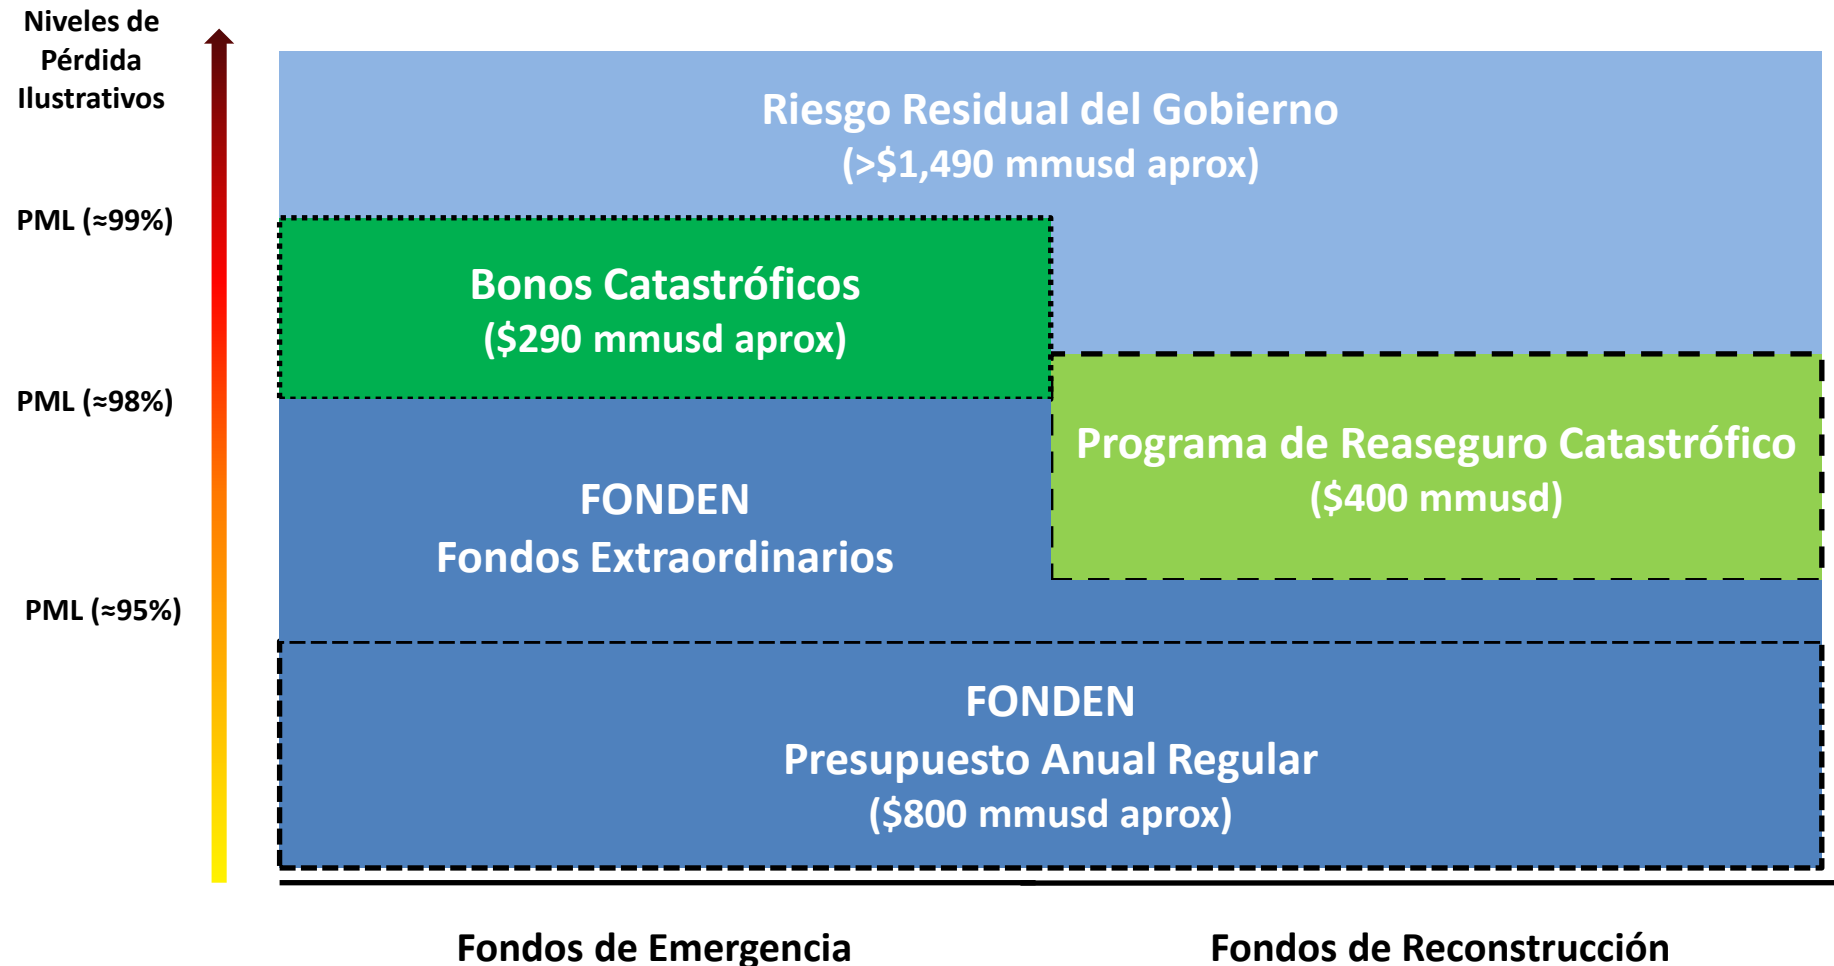 Niveles de
Pérdida
Ilustrativos
Riesgo Residual del Gobierno
(>$1,490 mmusd aprox)
PML (≈99%)
Bonos Catastróficos
($290 mmusd aprox)
PML (≈98%)
Programa de Reaseguro Catastrófico
($400 mmusd)
FONDEN
Fondos Extraordinarios
PML (≈95%)
FONDEN
Presupuesto Anual Regular
($800 mmusd aprox)
Fondos de Emergencia
Fondos de Reconstrucción